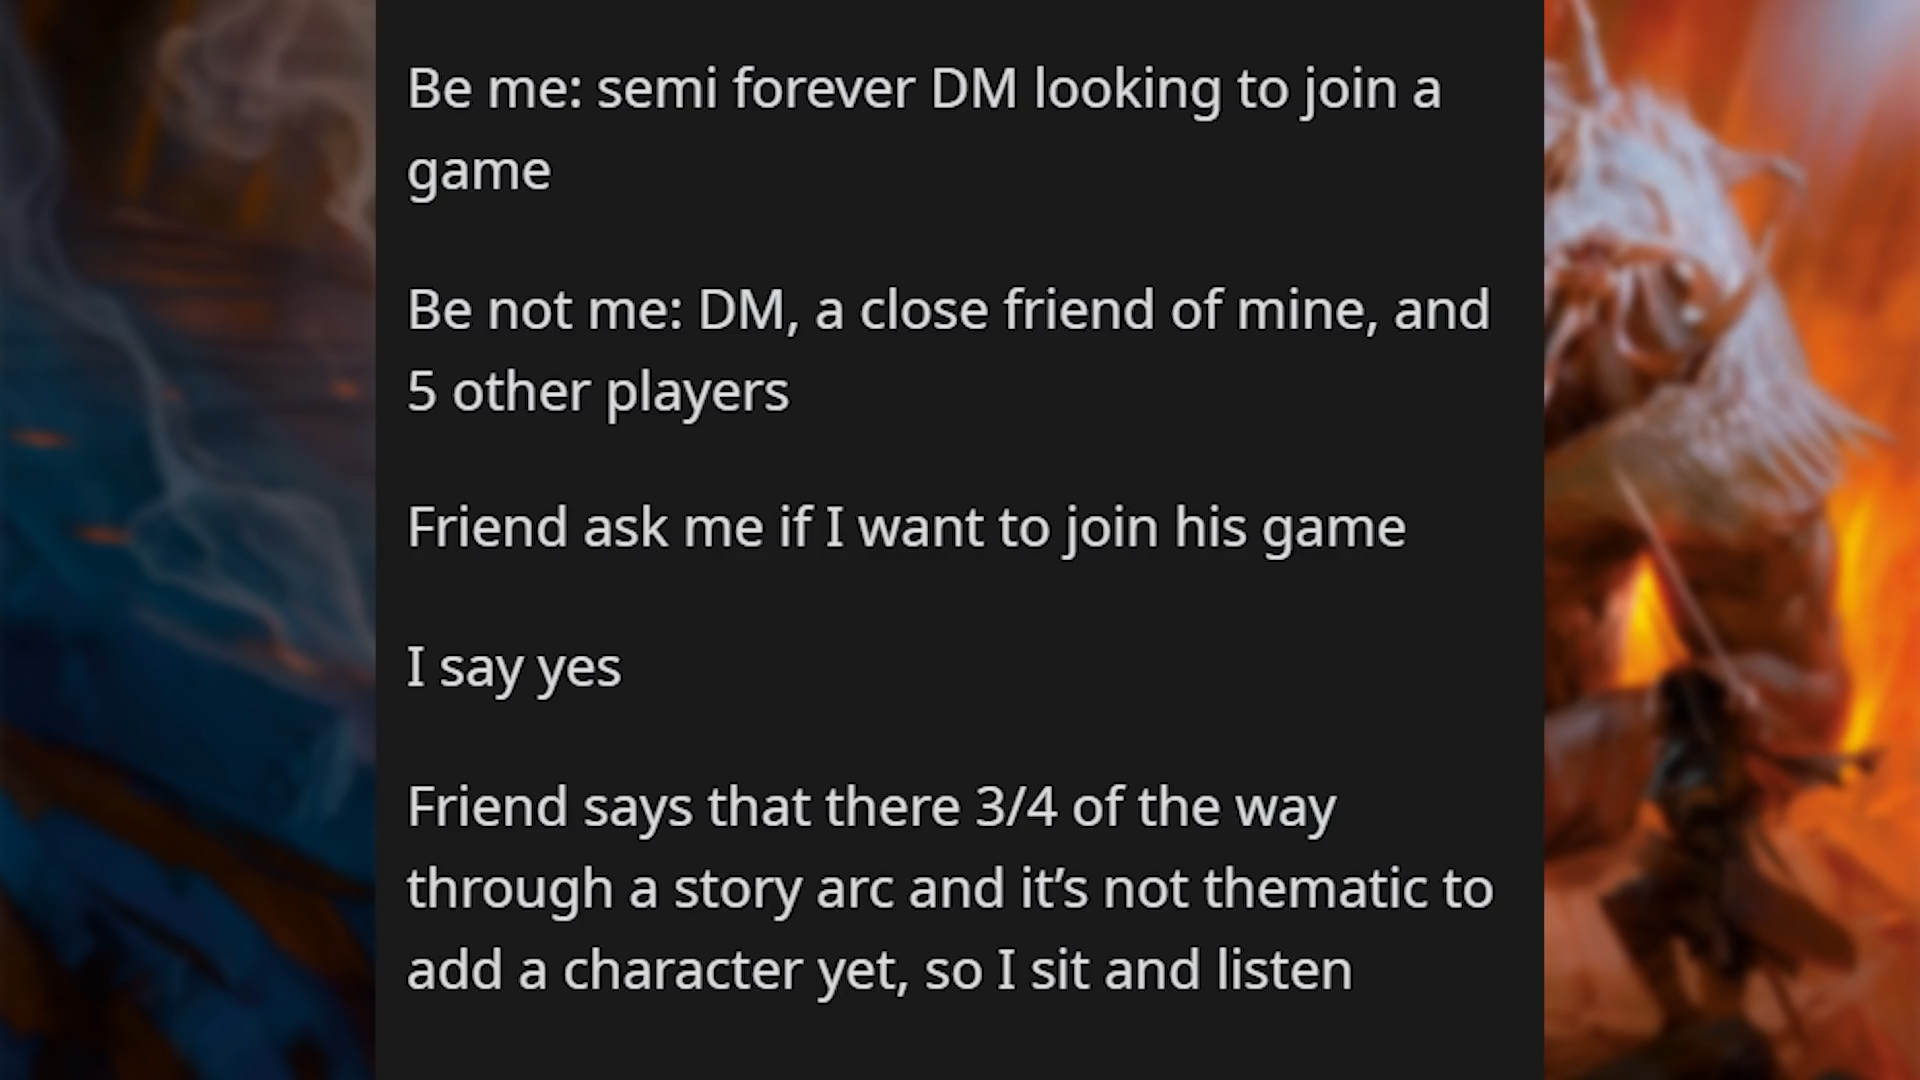 Be me: semi forever DM looking to join a
game
Be not me: DM, a close friend of mine, and
5 other players
Friend ask me if I want to join his game
I say yes
Friend says that there 3/4 of the way
through a story arc and it’s not thematic to
add a character yet, so I sit and listen